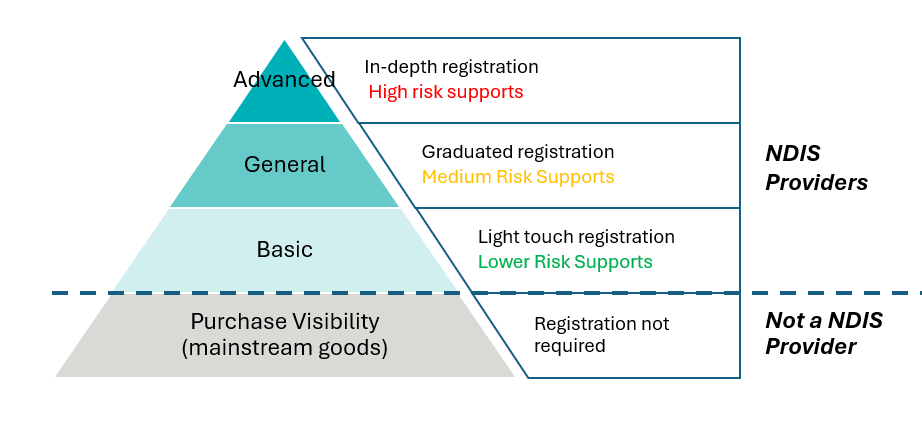 Advanced
In-depth registration
High risk supports
General
Graduated registration
Medium Risk Supports
NDIS
Providers
Basic
Light touch registration
Lower Risk Supports
Purchase Visibility
(mainstream goods)
Registration not
required
Not a NDIS
Provider